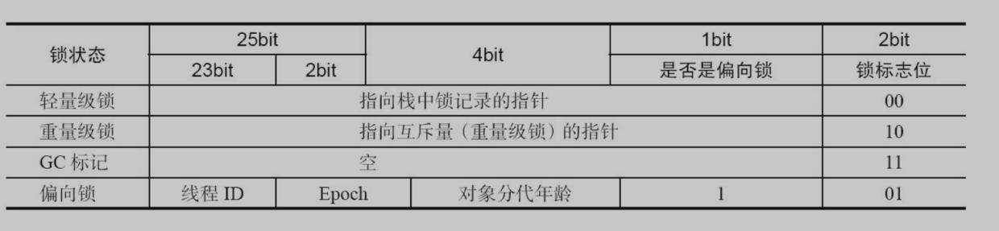 锁状态 25bit 4bit 1bit 2bit
23bit 2bit 是否是偏向锁 锁标志位
轻量级锁 指向栈中锁记录的指针 00
重量级锁 指向互斥量（重量级锁）的指针 10
GC 标记 空 11
偏向锁 线程 ID Epoch 对象分代年龄 1 01